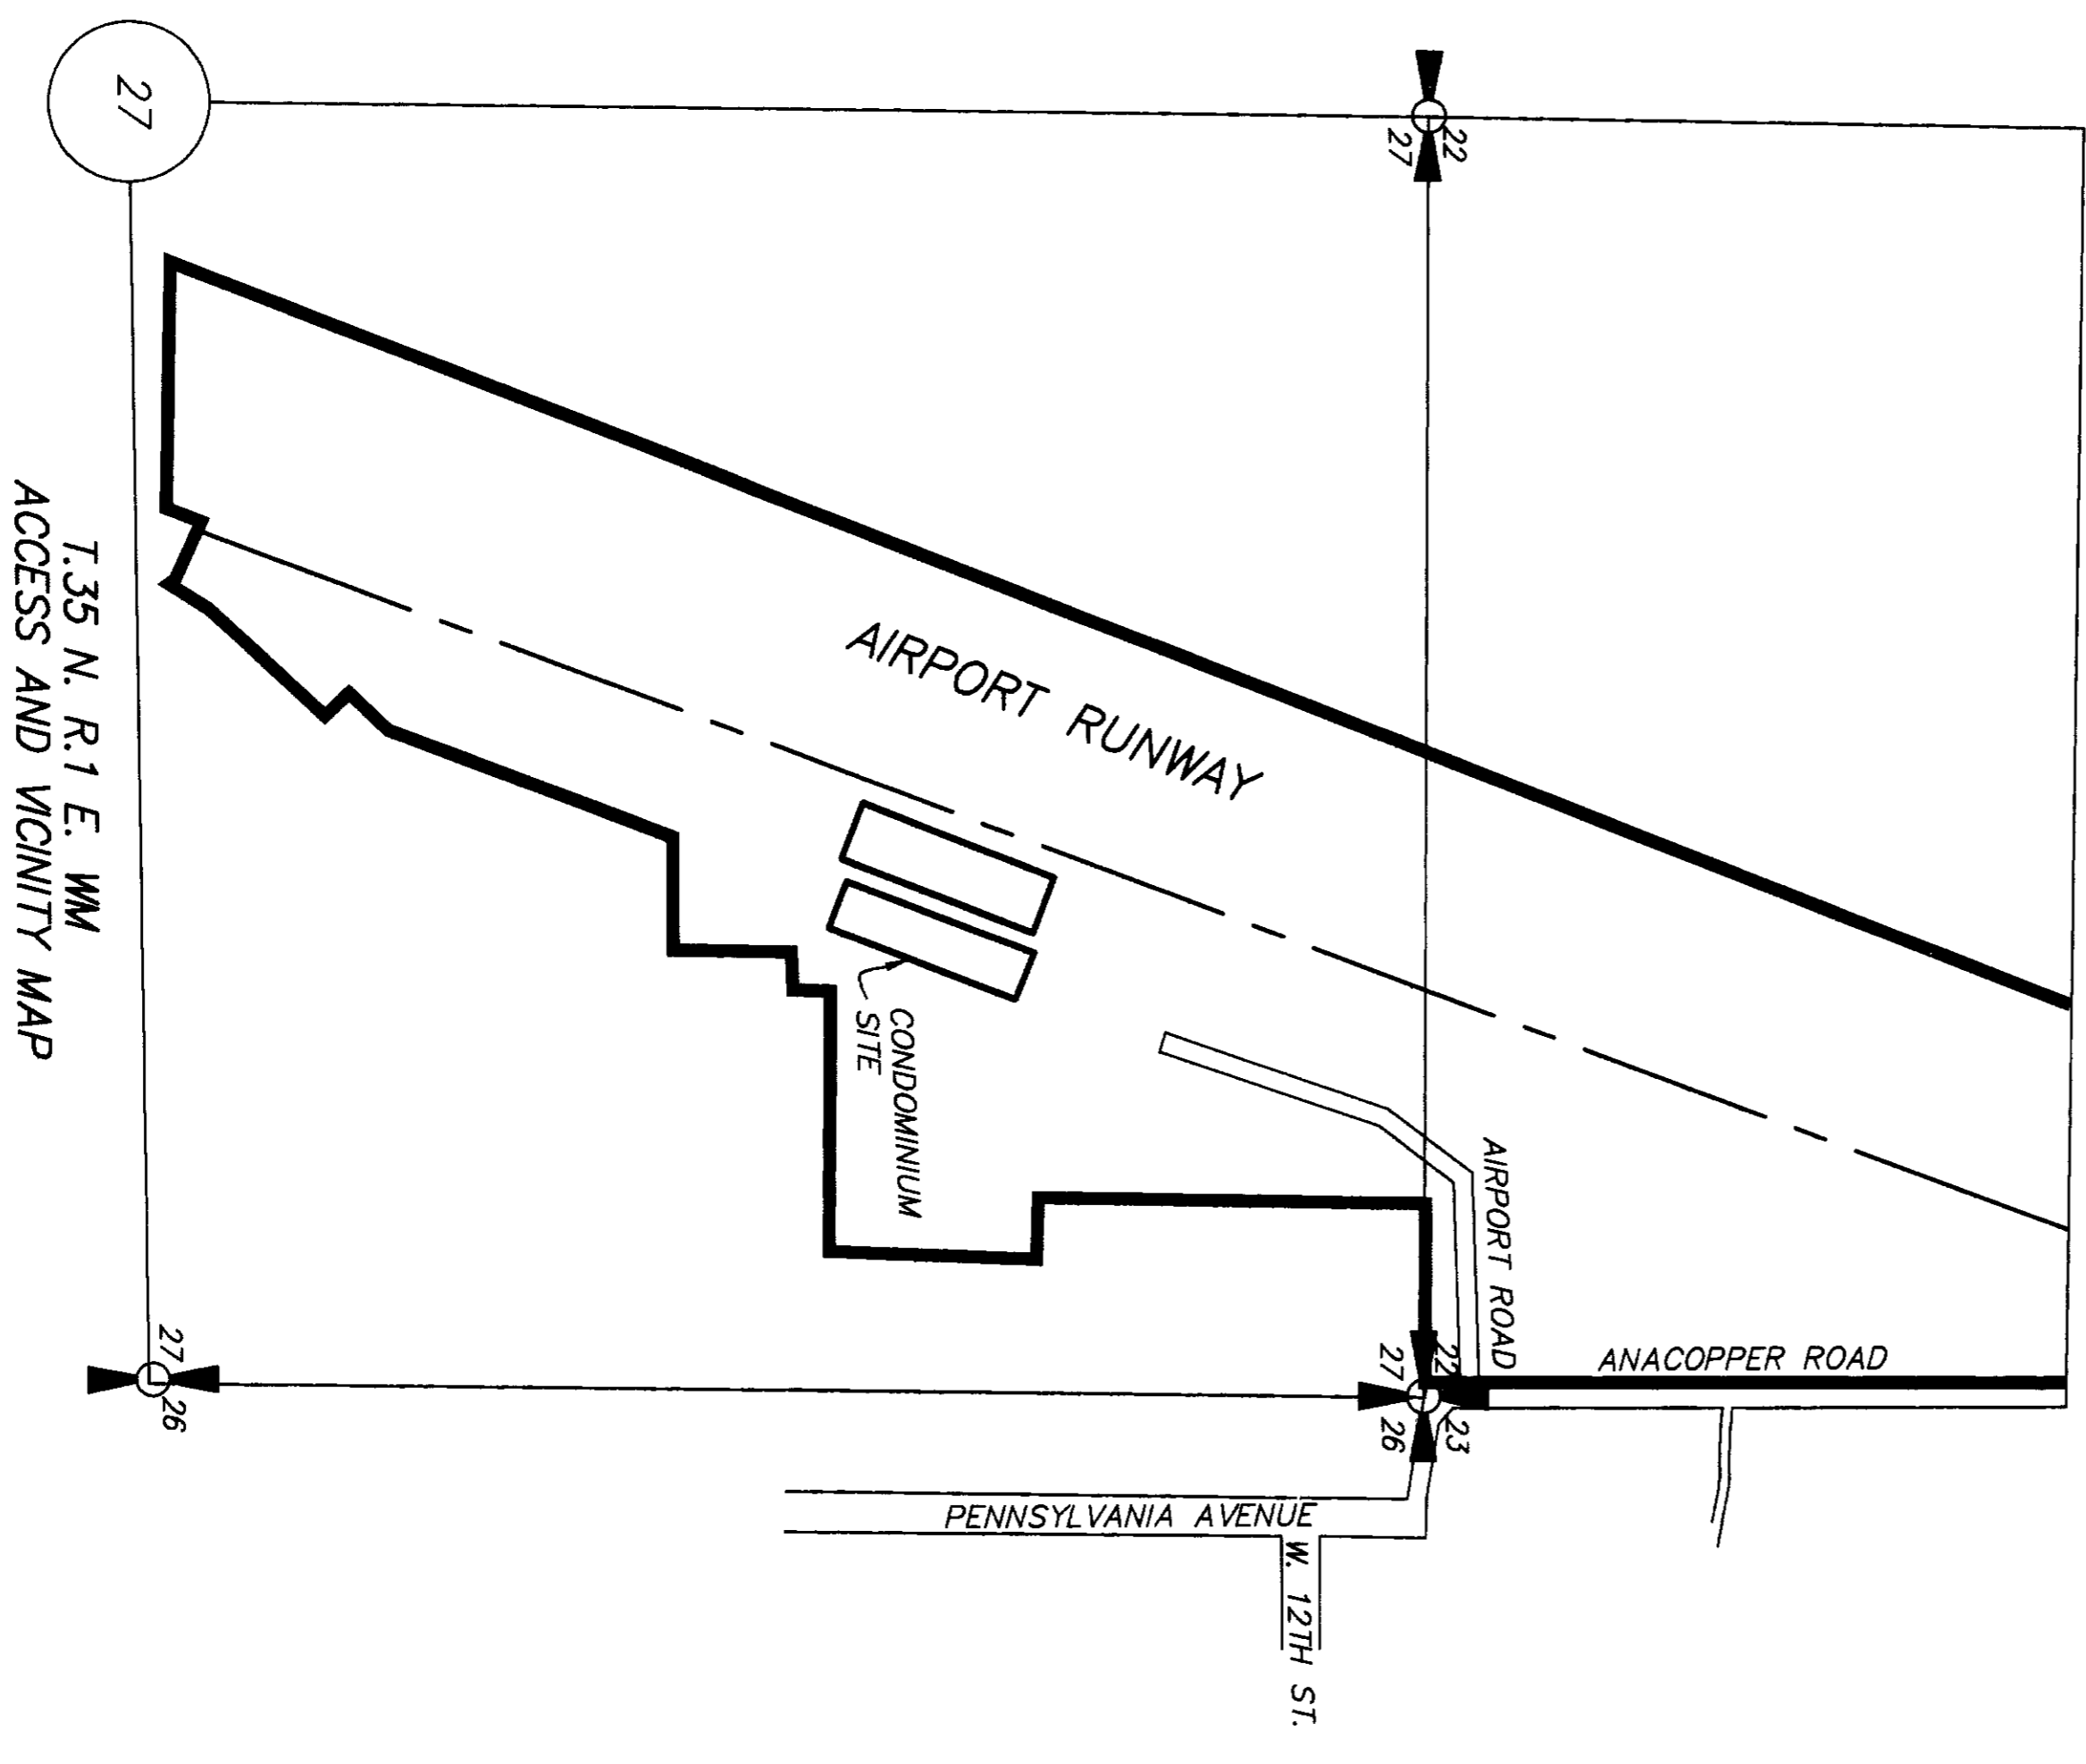 27
22
27
AIRPORT RUNWAY
CONDOMINIUM
SITE
AIRPORT ROAD
ANACOPPER ROAD
22
27
23
26
PENNSYLVANIA AVENUE
W. 12TH ST.
27
26
T.35 N. R.1 E. WM
ACCESS AND VICINITY MAP